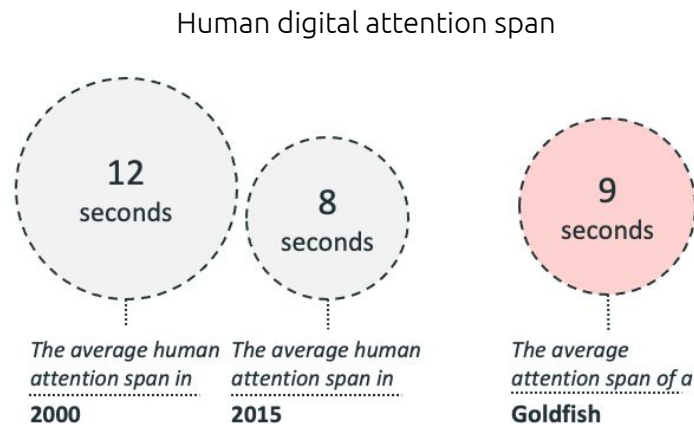 Human digital attention span
12
seconds
8
seconds
9
seconds
The average human
attention span in
2000
The average human
attention span in
2015
The average
attention span of a
Goldfish